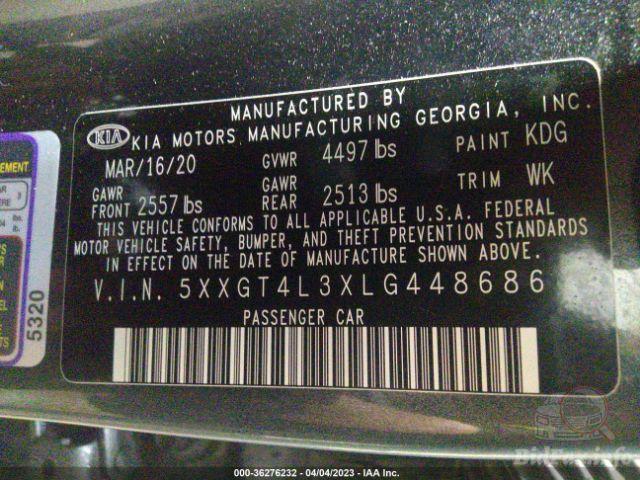 MANUFACTURED BY
KIA KIA MOTORS MANUFACTURING GEORGIA, INC.
MAR/16/20 GVWR 4497 lbs PAINT KDG
GAWR FRONT 2557 lbs GAWR REAR 2513 lbs TRIM WK
THIS VEHICLE CONFORMS TO ALL APPLICABLE U.S.A. FEDERAL
MOTOR VEHICLE SAFETY, BUMPER, AND THEFT PREVENTION STANDARDS
IN EFFECT ON THE DATE OF MANUFACTURE SHOWN ABOVE.
V.I.N. 5XXGT4L3XLG448686
PASSENGER CAR
5320
000-36276232 - 04/04/2023 - IAA Inc.
BidFax.info